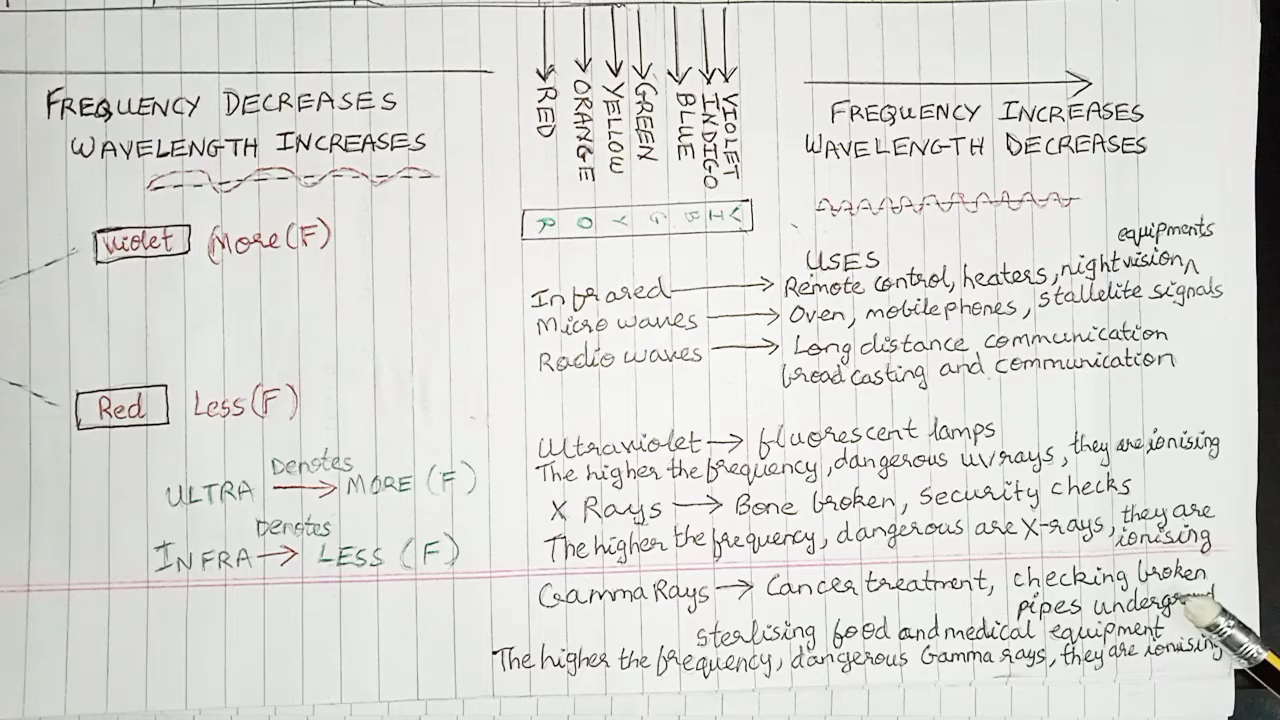 FREQUENCY DECREASES
WAVELENGTH INCREASES
RED
ORANGE
YELLOW
GREEN
BLUE
INDIGO
VIOLET
R O Y G B I V
FREQUENCY INCREASES
WAVELENGTH DECREASES
Violet More (F)
Red Less (F)
ULTRA Denotes MORE (F)
INFRA Denotes LESS (F)
USES
equipments
Infrared Remote control, heaters, night vision
Micro waves Oven, mobile phones, stallelite signals
Radio waves Long distance communication
broad casting and communication
Ultraviolet fluorescent lamps
The higher the frequency, dangerous uv rays, they are ionising
X Rays Bone broken, Security checks
The higher the frequency, dangerous are X-rays, they are
ionising
Gamma Rays Cancer treatment, checking broken
pipes
sterlising food and medical equipment
The higher the frequency, dangerous Gamma rays, they are ionising